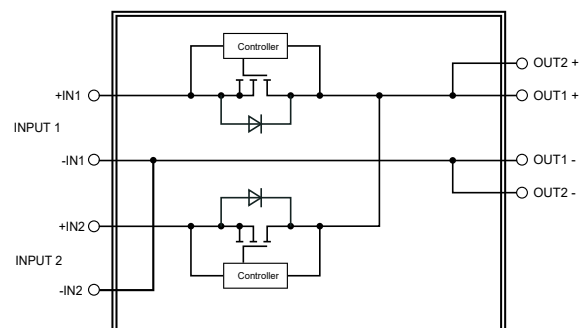 Controller
OUT2 +
+IN1
OUT1 +
INPUT 1
-IN1
OUT1 -
OUT2 -
+IN2
INPUT 2
Controller
-IN2